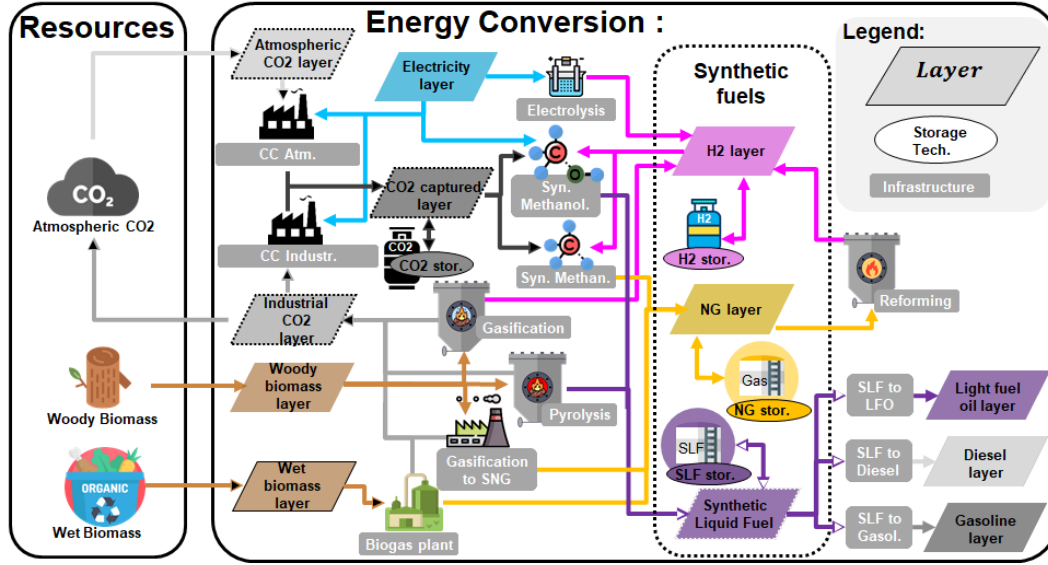 Resources
Energy Conversion :
Legend:
Layer
Storage
Tech.
Infrastructure
Atmospheric
CO2 layer
Electricity
layer
Electrolysis
Synthetic
fuels
H2 layer
CC Atm.
C
O
Syn.
Methanol.
CO2 captured
layer
CO₂
Atmospheric CO2
CC Industr.
CO2
CO2 stor.
C
Syn. Methan.
H2
H2 stor.
Reforming
Industrial
CO2
layer
Gasification
NG layer
Woody Biomass
Woody
biomass
layer
Pyrolysis
Gas
NG stor.
SLF to
LFO
Light fuel
oil layer
Gasification
to SNG
SLF
SLF stor.
SLF to
Diesel
Diesel
layer
ORGANIC
Wet Biomass
Wet
biomass
layer
Biogas plant
Synthetic
Liquid Fuel
SLF to
Gasol.
Gasoline
layer